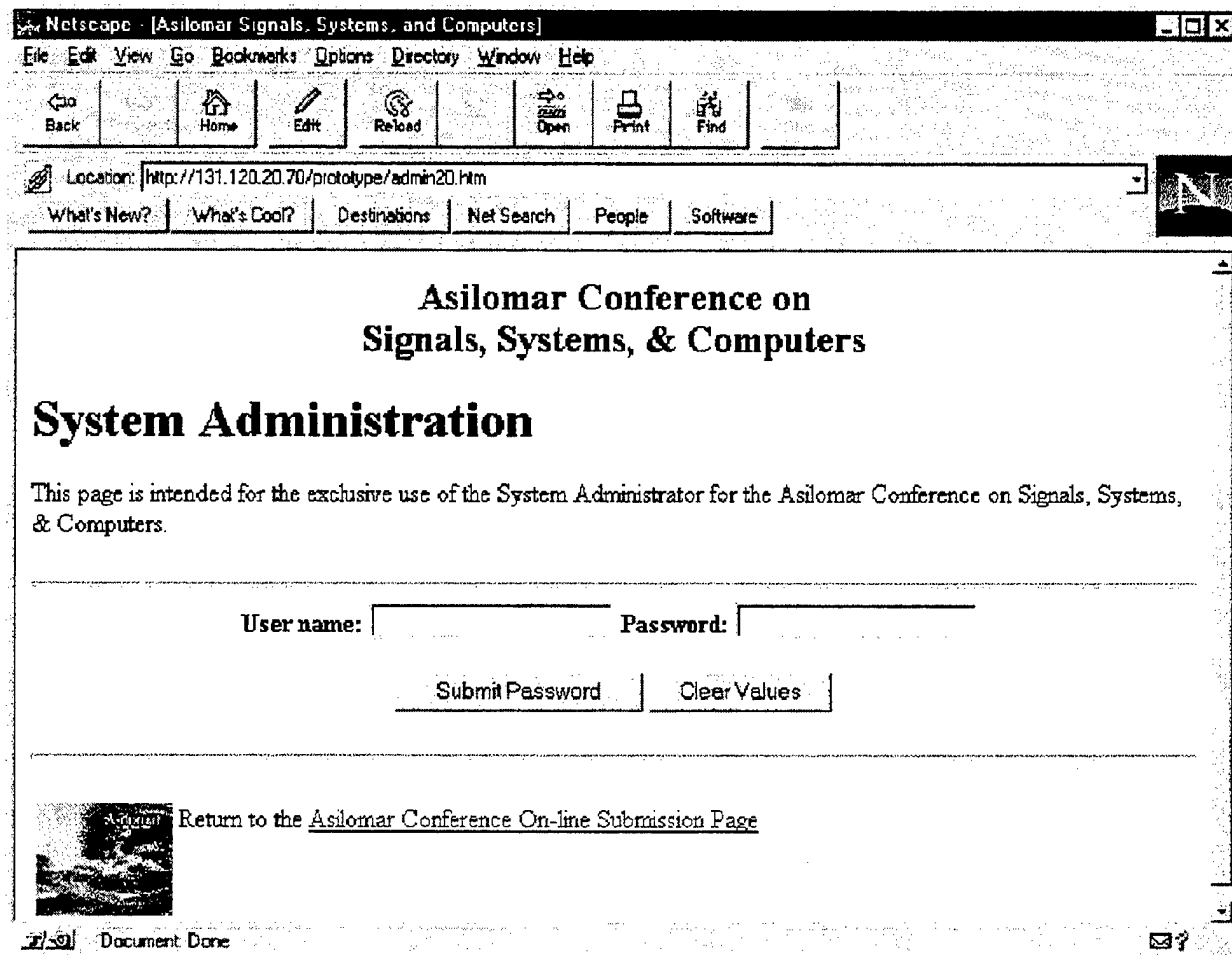 Netscape - [Asilomar Signals, Systems, and Computers]
File Edit View Go Bookmarks Options Directory Window Help
Back Home Edit Reload Open Print Find
Location: http://131.120.20.70/prototype/admin20.htm
What's New? What's Cool? Destinations Net Search People Software
N
Asilomar Conference on
Signals, Systems, & Computers
System Administration
This page is intended for the exclusive use of the System Administrator for the Asilomar Conference on Signals, Systems,
& Computers.
User name: Password:
Submit Password Clear Values
Return to the Asilomar Conference On-line Submission Page
Document: Done